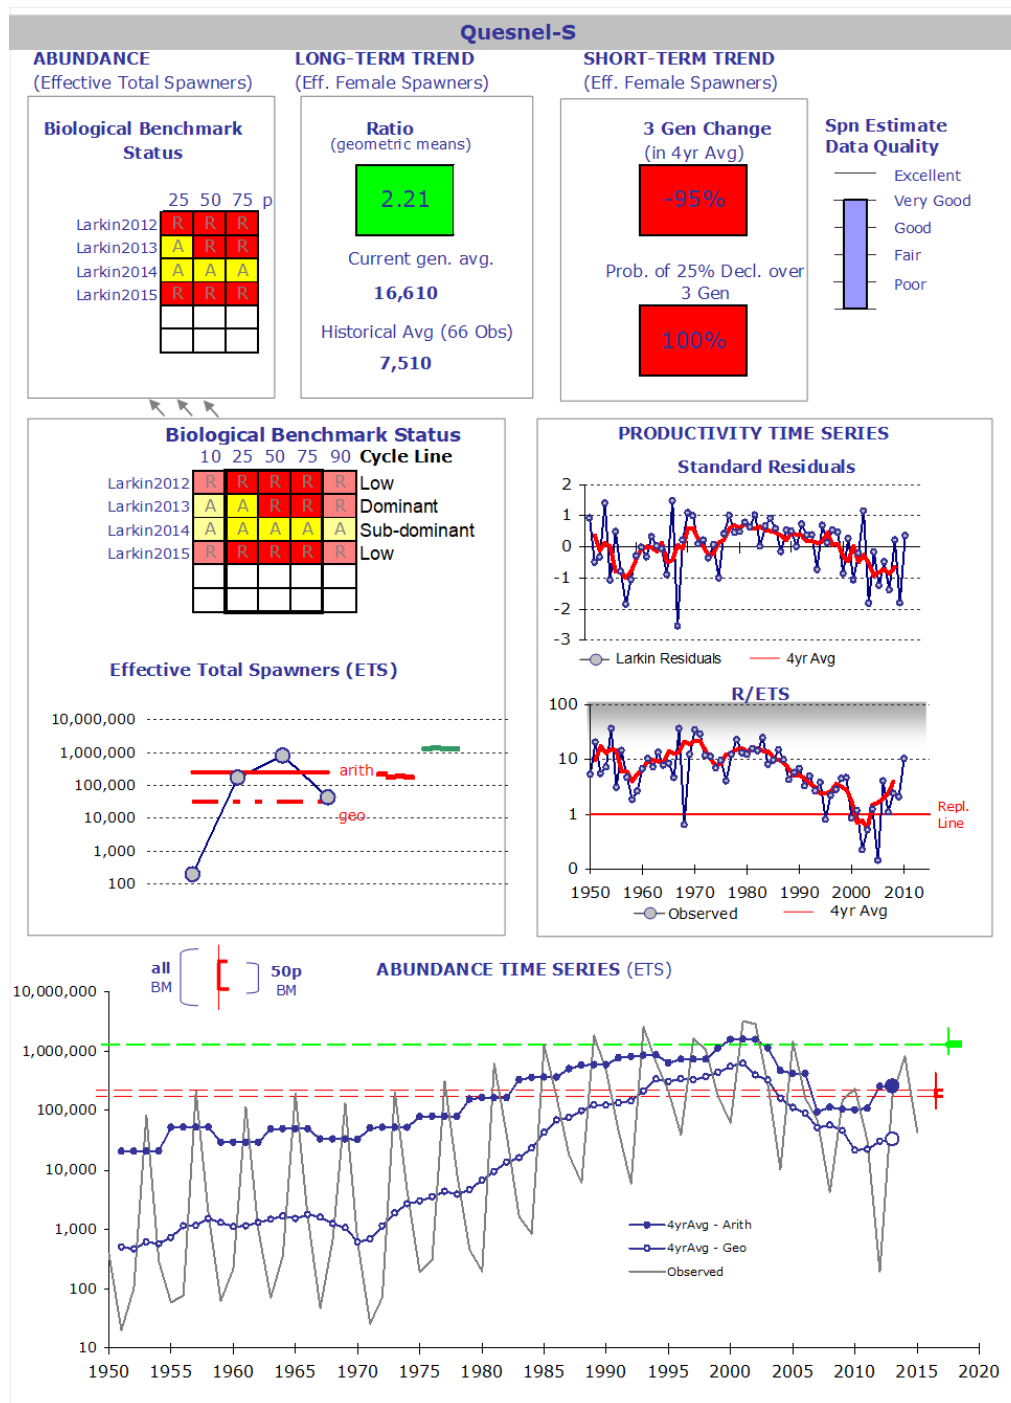 Quesnel-S
ABUNDANCE
(Effective Total Spawners)
LONG-TERM TREND
(Eff. Female Spawners)
SHORT-TERM TREND
(Eff. Female Spawners)
Biological Benchmark
Status
25 50 75 p
Larkin2012 R R R
Larkin2013 A R R
Larkin2014 A A A
Larkin2015 R R R
Ratio
(geometric means)
2.21
Current gen. avg.
16,610
Historical Avg (66 Obs)
7,510
3 Gen Change
(in 4yr Avg)
-95%
Prob. of 25% Decl. over
3 Gen
100%
Spn Estimate
Data Quality
Excellent
Very Good
Good
Fair
Poor
Biological Benchmark Status
10 25 50 75 90 Cycle Line
Larkin2012 R R R R R Low
Larkin2013 A A R R R Dominant
Larkin2014 A A A A A Sub-dominant
Larkin2015 R R R R R Low
Effective Total Spawners (ETS)
10,000,000
1,000,000
100,000
10,000
1,000
100
arith
geo
PRODUCTIVITY TIME SERIES
Standard Residuals
2
1
0
-1
-2
-3
Larkin Residuals
4yr Avg
R/ETS
100
10
1
0
Repl.
Line
1950 1960 1970 1980 1990 2000 2010
Observed
4yr Avg
all
BM
50p
BM
ABUNDANCE TIME SERIES (ETS)
10,000,000
1,000,000
100,000
10,000
1,000
100
10
4yrAvg - Arith
4yrAvg - Geo
Observed
1950 1955 1960 1965 1970 1975 1980 1985 1990 1995 2000 2005 2010 2015 2020